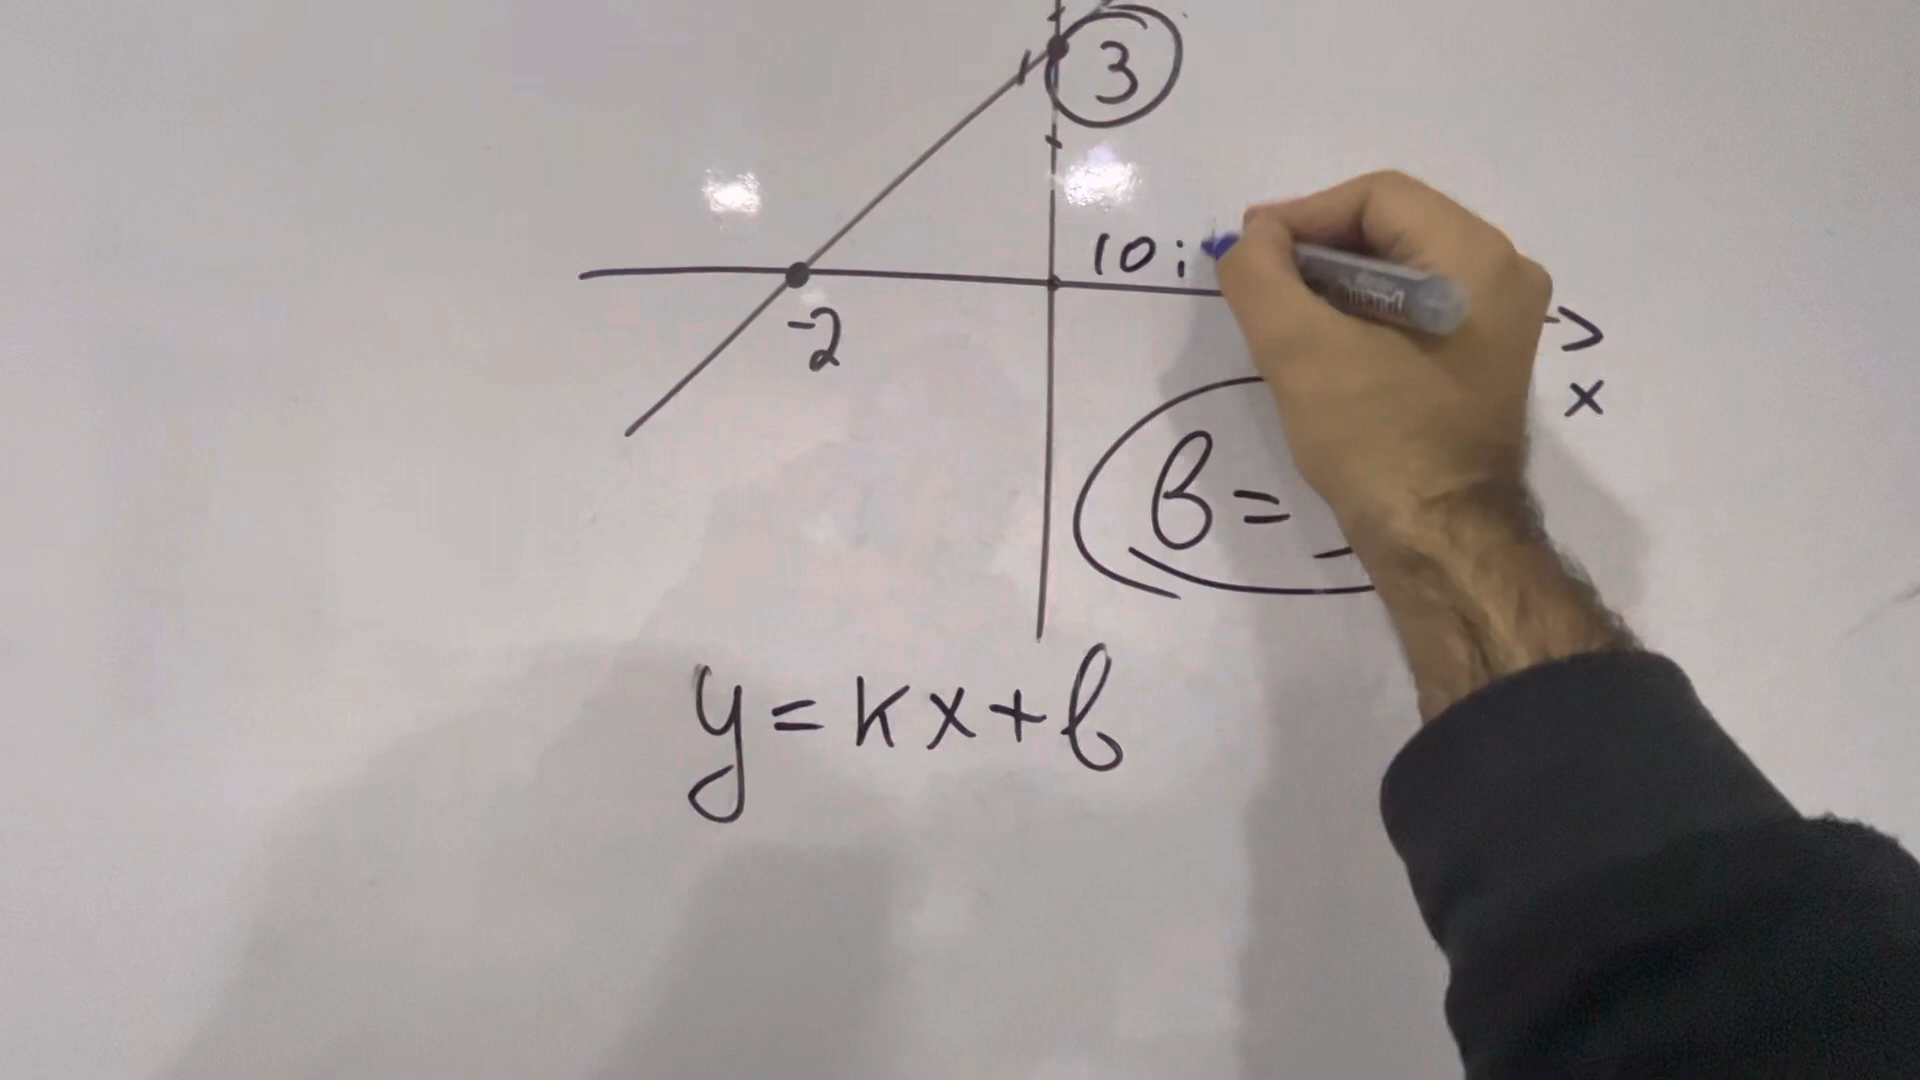 3
10;
-2
x
B =
y = kx + b